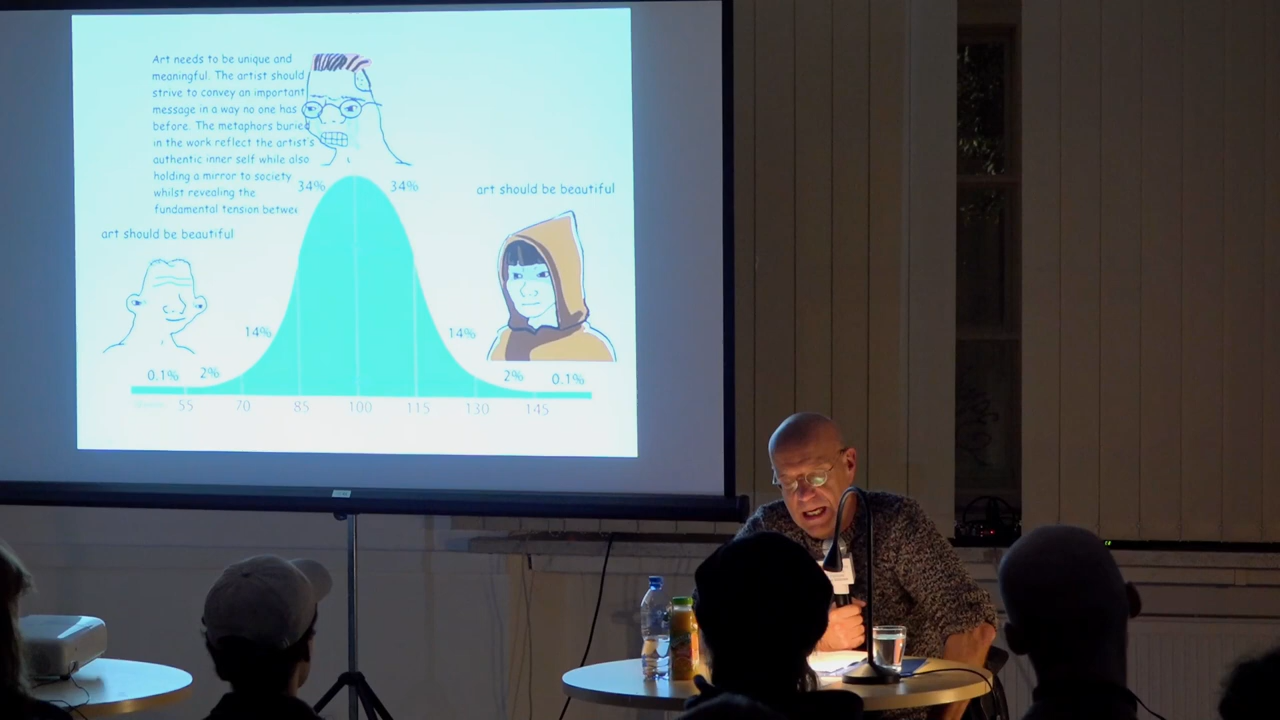 Art needs to be unique and
meaningful. The artist should
strive to convey an important
message in a way no one has
before. The metaphors buried
in the work reflect the artist's
authentic inner self while also
holding a mirror to society
whilst revealing the
fundamental tension betwee
34%
34%
art should be beautiful
art should be beautiful
14%
14%
0.1%
2%
2%
0.1%
55
70
85
100
115
130
145